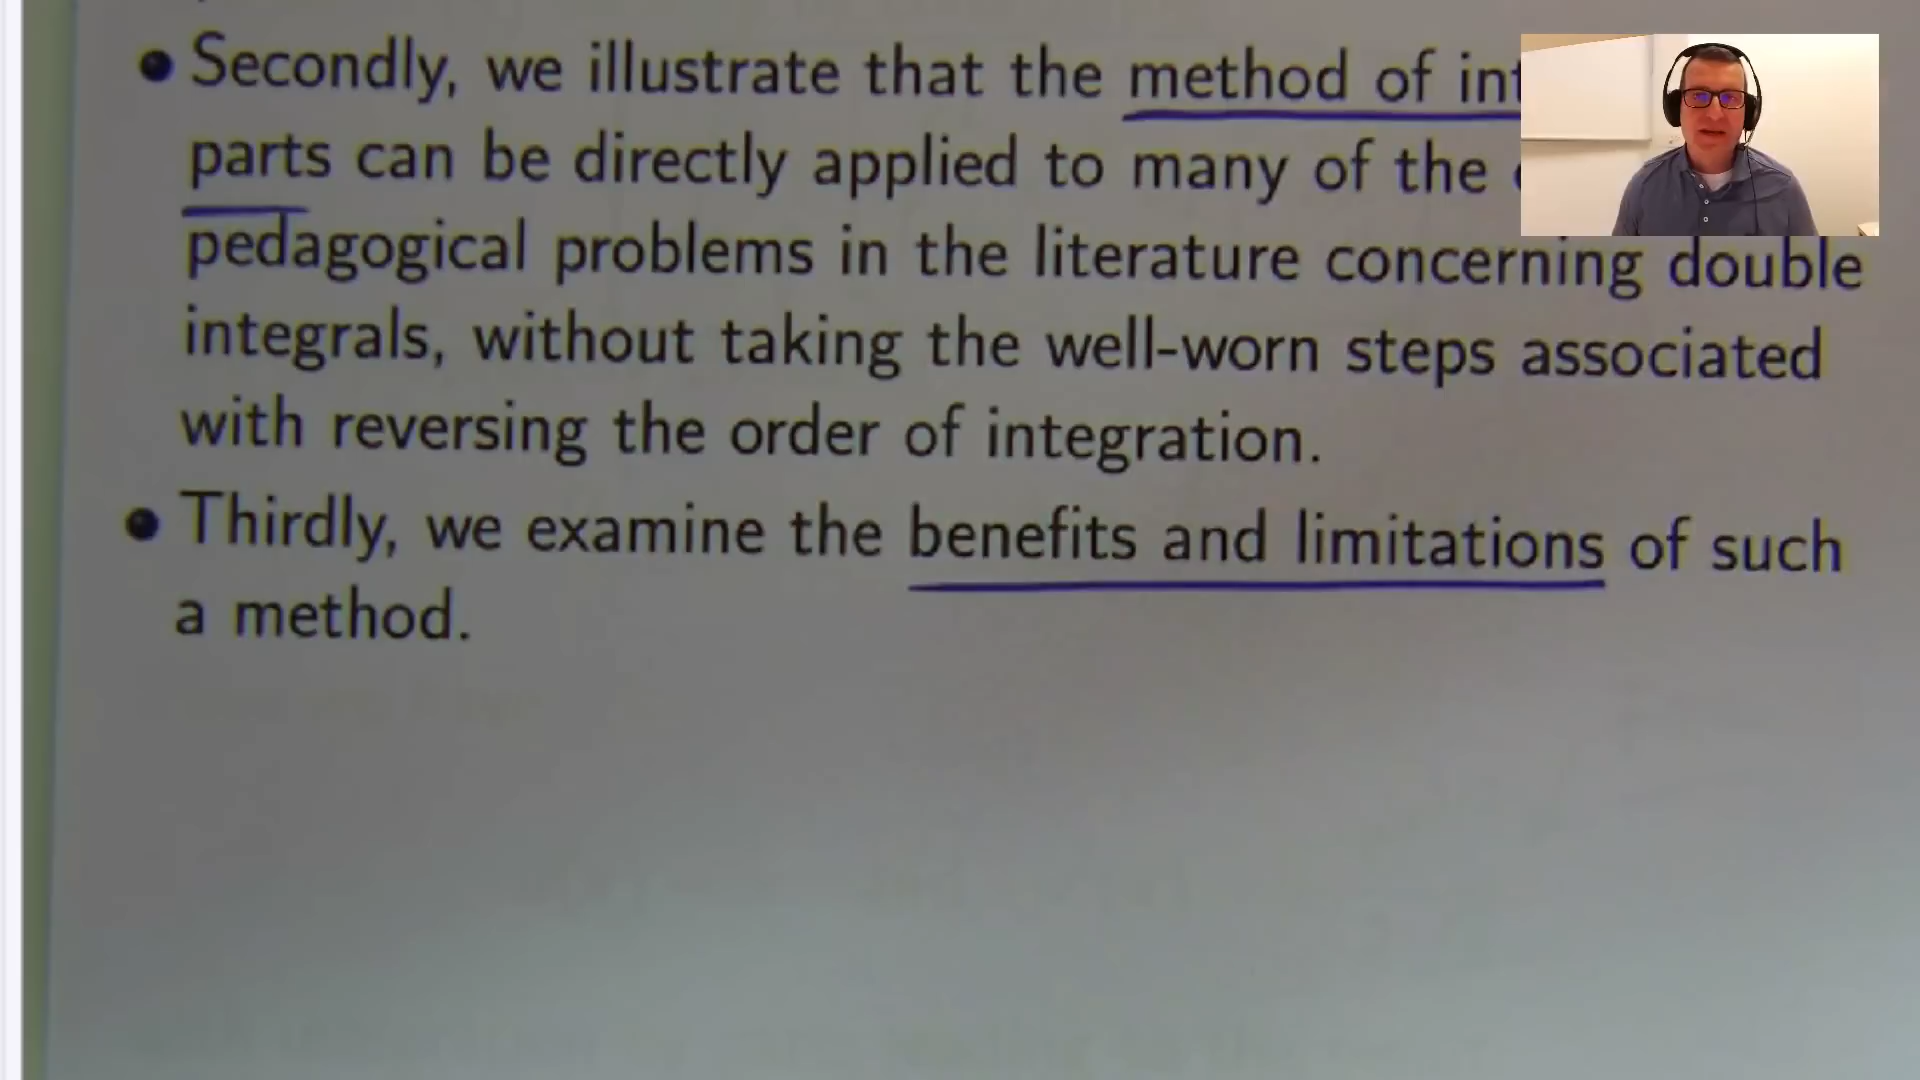 Secondly, we illustrate that the method of
parts can be directly applied to many of the
pedagogical problems in the literature concerning double
integrals, without taking the well-worn steps associated
with reversing the order of integration.
Thirdly, we examine the benefits and limitations of such
a method.